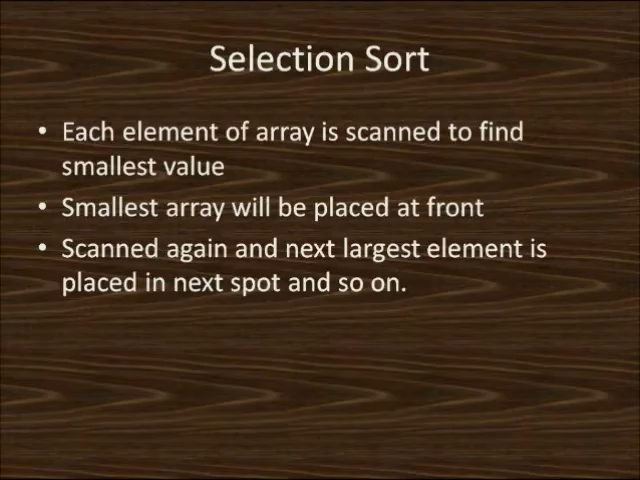 Selection Sort
• Each element of array is scanned to find
smallest value
• Smallest array will be placed at front
• Scanned again and next largest element is
placed in next spot and so on.